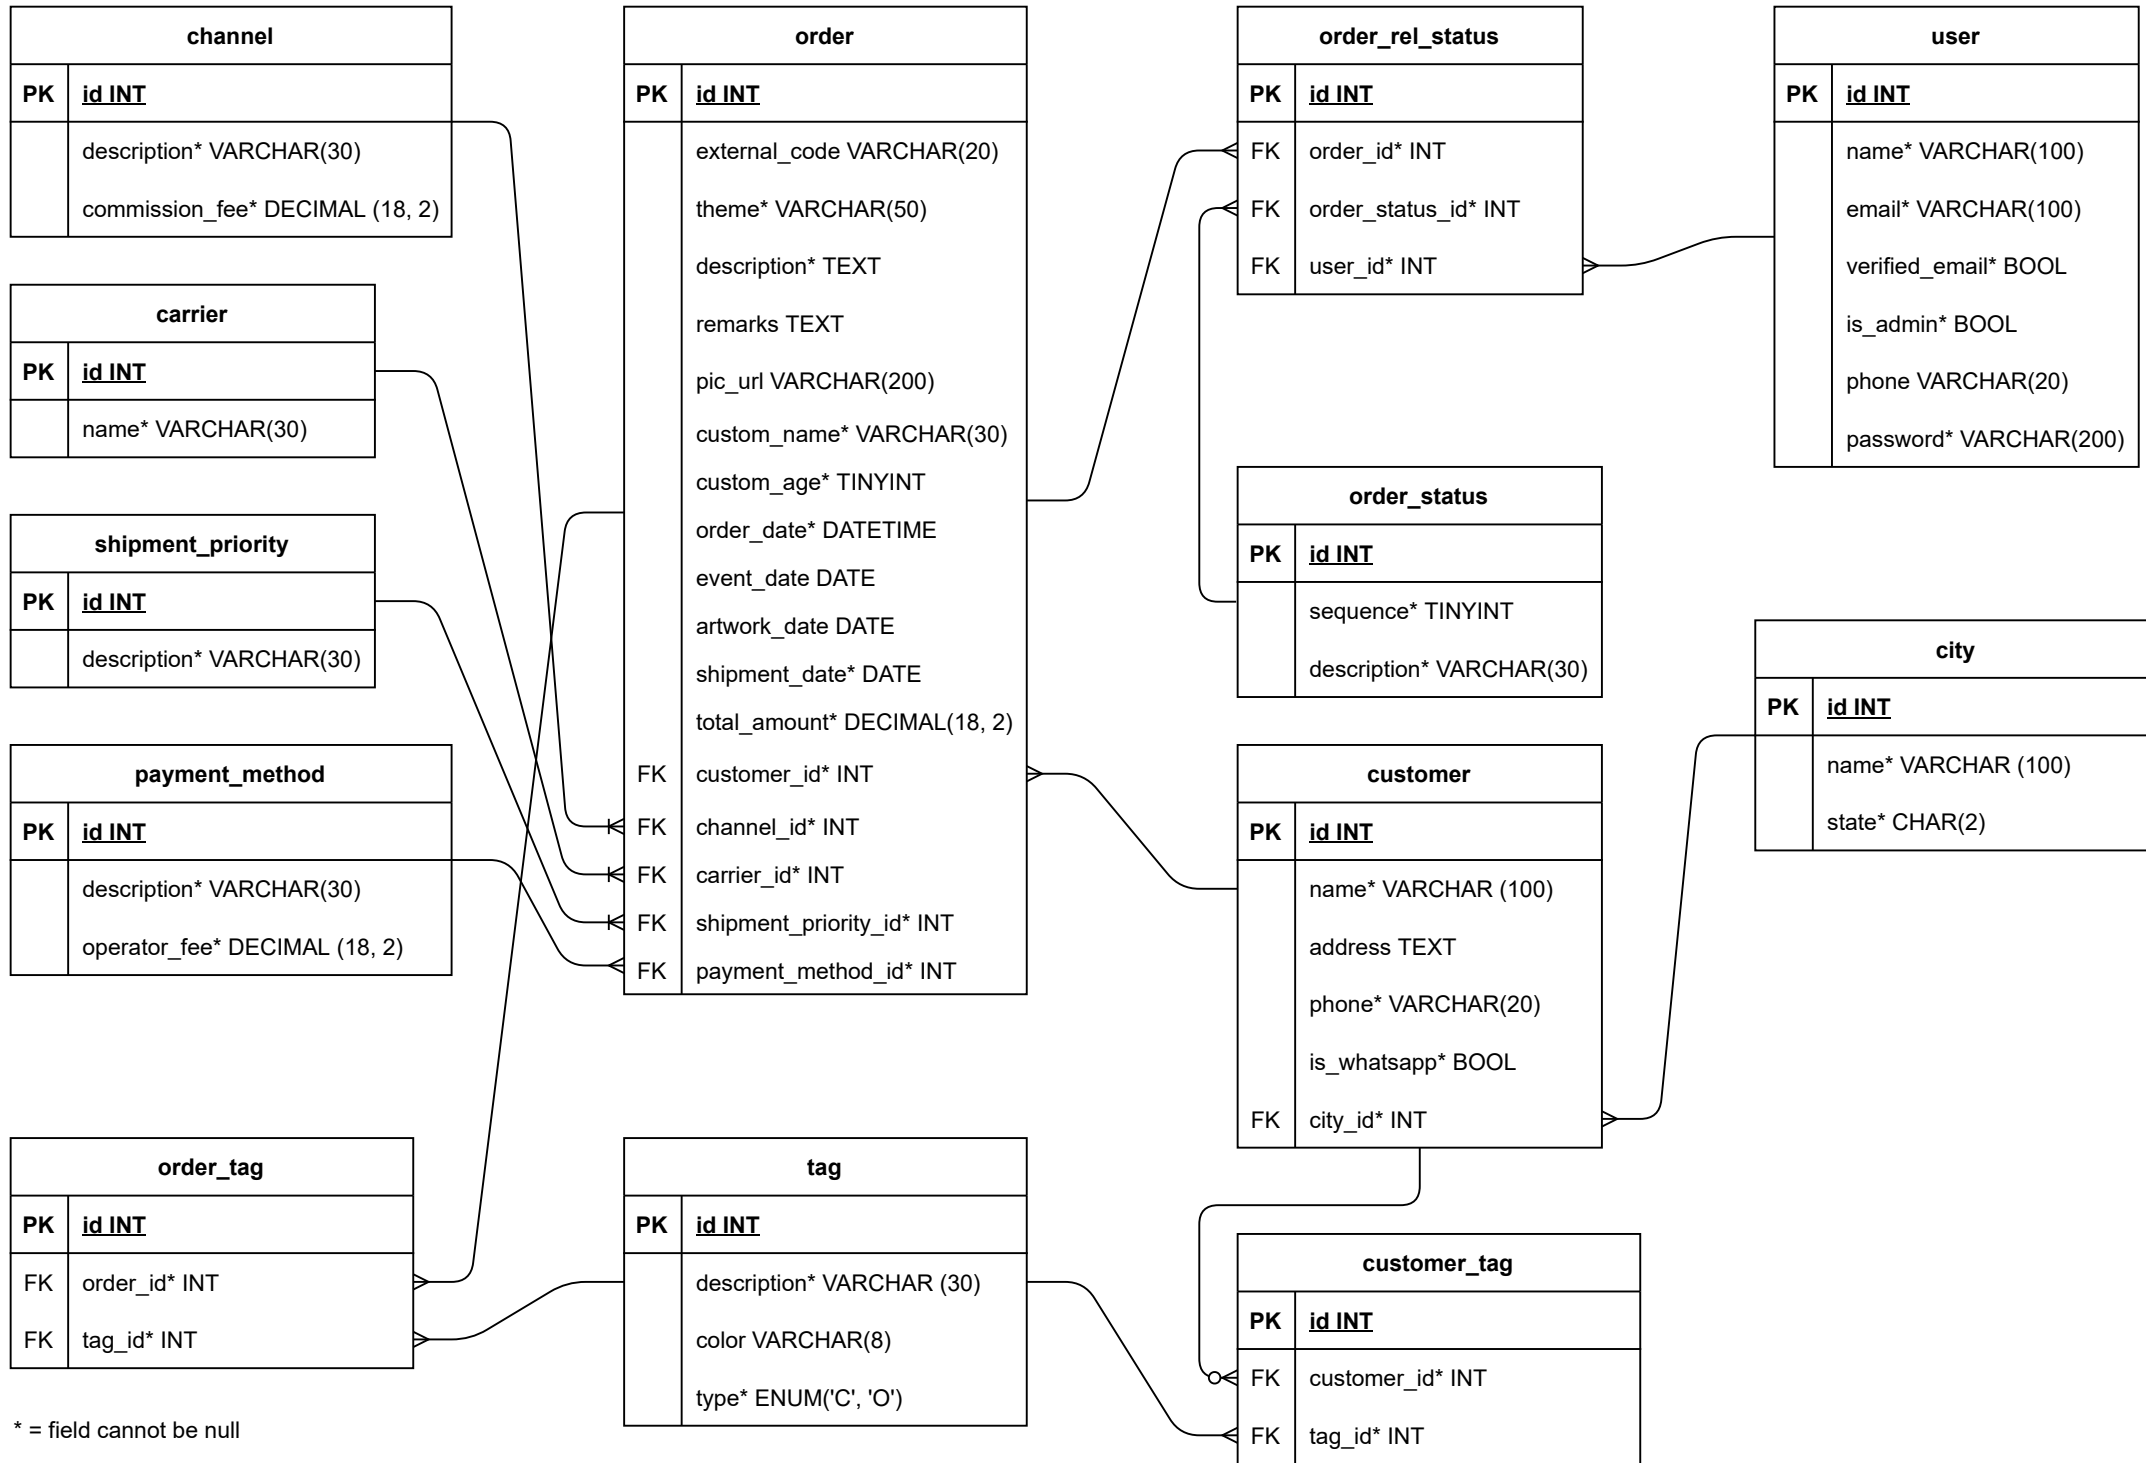 channel
PK id INT
description* VARCHAR(30)
commission_fee* DECIMAL (18, 2)
carrier
PK id INT
name* VARCHAR(30)
shipment_priority
PK id INT
description* VARCHAR(30)
payment_method
PK id INT
description* VARCHAR(30)
operator_fee* DECIMAL (18, 2)
order_tag
PK id INT
FK order_id* INT
FK tag_id* INT
* = field cannot be null
order
PK id INT
external_code VARCHAR(20)
theme* VARCHAR(50)
description* TEXT
remarks TEXT
pic_url VARCHAR(200)
custom_name* VARCHAR(30)
custom_age* TINYINT
order_date* DATETIME
event_date DATE
artwork_date DATE
shipment_date* DATE
total_amount* DECIMAL(18, 2)
FK customer_id* INT
FK channel_id* INT
FK carrier_id* INT
FK shipment_priority_id* INT
FK payment_method_id* INT
tag
PK id INT
description* VARCHAR (30)
color VARCHAR(8)
type* ENUM('C', 'O')
order_rel_status
PK id INT
FK order_id* INT
FK order_status_id* INT
FK user_id* INT
order_status
PK id INT
sequence* TINYINT
description* VARCHAR(30)
customer
PK id INT
name* VARCHAR (100)
address TEXT
phone* VARCHAR(20)
is_whatsapp* BOOL
FK city_id* INT
customer_tag
PK id INT
FK customer_id* INT
FK tag_id* INT
user
PK id INT
name* VARCHAR(100)
email* VARCHAR(100)
verified_email* BOOL
is_admin* BOOL
phone VARCHAR(20)
password* VARCHAR(200)
city
PK id INT
name* VARCHAR (100)
state* CHAR(2)